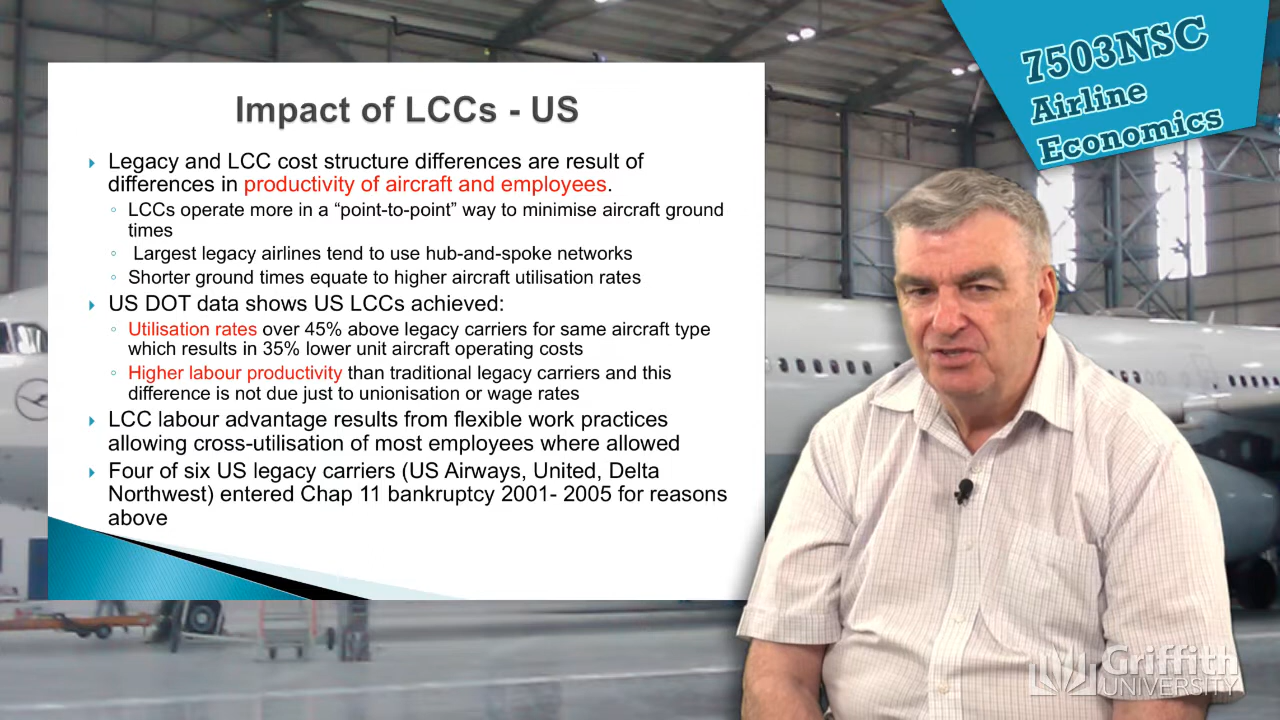 7503NSC
Airline
Economics
Impact of LCCs - US
Legacy and LCC cost structure differences are result of
differences in productivity of aircraft and employees.
LCCs operate more in a “point-to-point” way to minimise aircraft ground
times
Largest legacy airlines tend to use hub-and-spoke networks
Shorter ground times equate to higher aircraft utilisation rates
US DOT data shows US LCCs achieved:
Utilisation rates over 45% above legacy carriers for same aircraft type
which results in 35% lower unit aircraft operating costs
Higher labour productivity than traditional legacy carriers and this
difference is not due just to unionisation or wage rates
LCC labour advantage results from flexible work practices
allowing cross-utilisation of most employees where allowed
Four of six US legacy carriers (US Airways, United, Delta
Northwest) entered Chap 11 bankruptcy 2001- 2005 for reasons
above
Griffith
UNIVERSITY